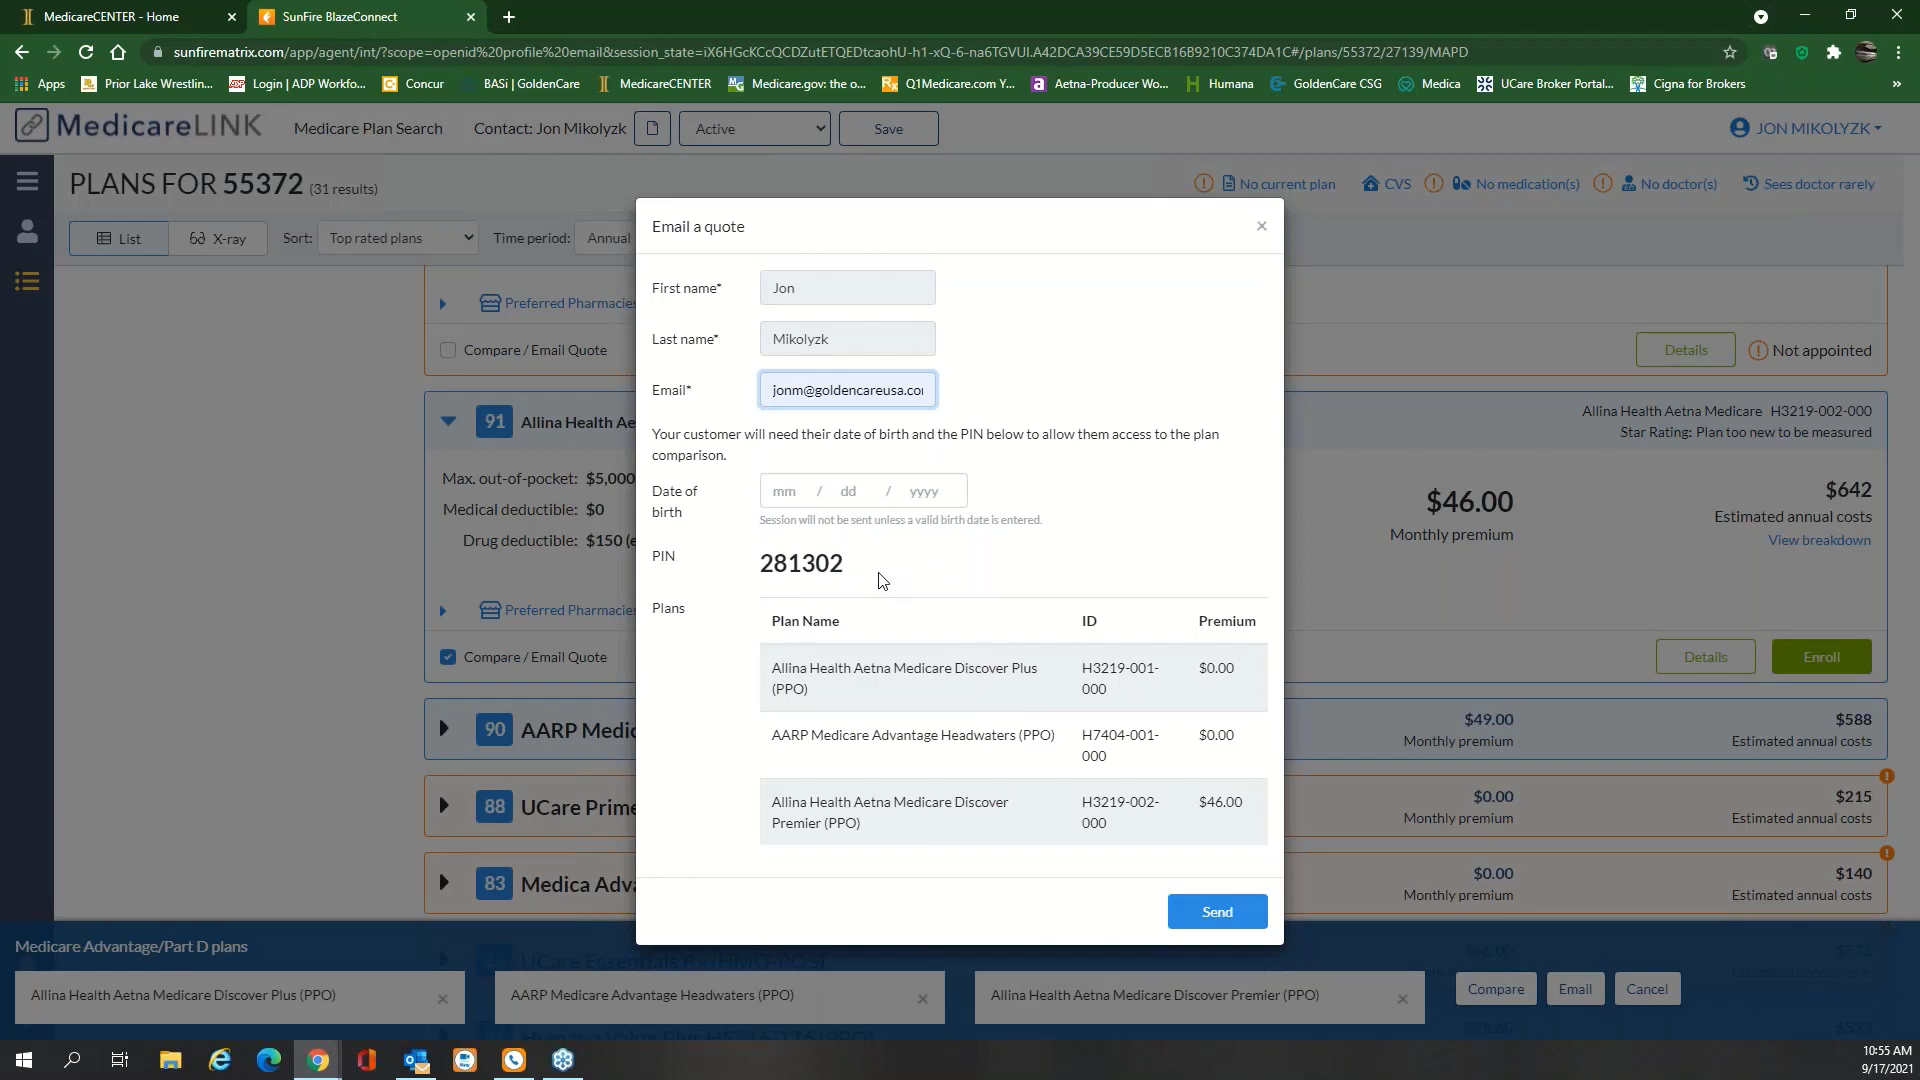 MedicareCENTER - Home
SunFire BlazeConnect
sunfirematrix.com/app/agent/int/?scope=openid%20profile%20email&session_state=iX6HGcKCcQCDZutETQEDtcaohU-h1-xQ-6-na6TGVUI.A42DCA39CE59D5ECB16B9210C374DA1C#/plans/55372/27139/MAPD
Apps
Prior Lake Wrestlin...
Login | ADP Workfo...
Concur
BASi | GoldenCare
MedicareCENTER
Medicare.gov: the o...
Q1Medicare.com Y...
Aetna-Producer Wo...
Humana
GoldenCare CSG
Medica
UCare Broker Portal...
Cigna for Brokers
MedicareLINK
Medicare Plan Search
Contact: Jon Mikolyzk
Active
Save
JON MIKOLYZK
PLANS FOR 55372 (31 results)
No current plan
CVS
No medication(s)
No doctor(s)
Sees doctor rarely
List
X-ray
Sort:
Top rated plans
Time period:
Annual
Preferred Pharmacies
Compare / Email Quote
Details
Not appointed
91
Allina Health Ae
Allina Health Aetna Medicare H3219-002-000
Star Rating: Plan too new to be measured
Max. out-of-pocket: $5,000
Medical deductible: $0
Drug deductible: $150 (e
$46.00
Monthly premium
$642
Estimated annual costs
View breakdown
Preferred Pharmacies
Compare / Email Quote
Details
Enroll
90
AARP Medic
$49.00
Monthly premium
$588
Estimated annual costs
88
UCare Prime
$0.00
Monthly premium
$215
Estimated annual costs
83
Medica Adva
$0.00
Monthly premium
$140
Estimated annual costs
Email a quote
First name*
Jon
Last name*
Mikolyzk
Email*
jonm@goldencareusa.co
Your customer will need their date of birth and the PIN below to allow them access to the plan
comparison.
Date of
birth
mm / dd / yyyy
Session will not be sent unless a valid birth date is entered.
PIN
281302
Plans
Plan Name
ID
Premium
Allina Health Aetna Medicare Discover Plus
(PPO)
H3219-001-
000
$0.00
AARP Medicare Advantage Headwaters (PPO)
H7404-001-
000
$0.00
Allina Health Aetna Medicare Discover
Premier (PPO)
H3219-002-
000
$46.00
Send
Medicare Advantage/Part D plans
UCare Essentials Rx (HMO-POS)
Allina Health Aetna Medicare Discover Plus (PPO)
AARP Medicare Advantage Headwaters (PPO)
Allina Health Aetna Medicare Discover Premier (PPO)
Compare
Email
Cancel
10:55 AM
9/17/2021